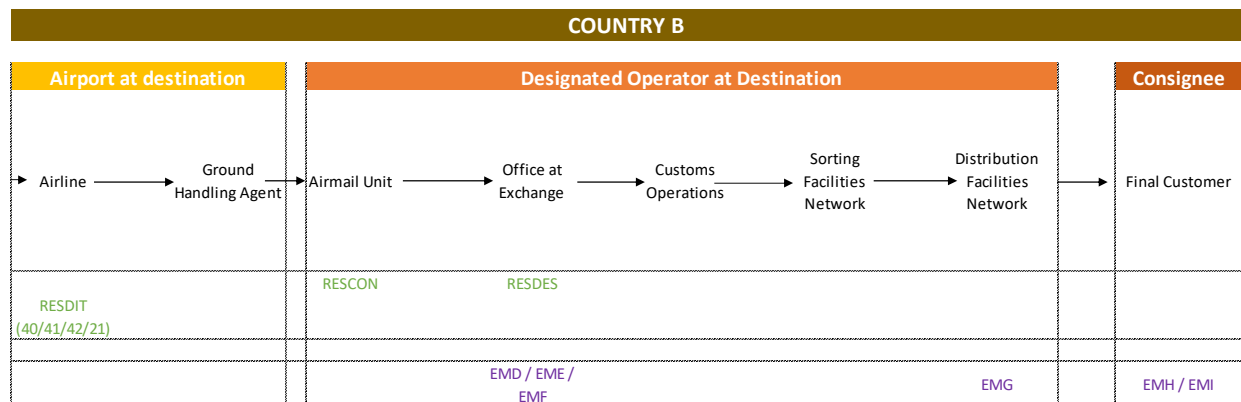 COUNTRY B
Airport at destination
Designated Operator at Destination
Consignee
Airline
Ground
Handling Agent
Airmail Unit
Office at
Exchange
Customs
Operations
Sorting
Facilities
Network
Distribution
Facilities
Network
Final Customer
RESCON
RESDES
RESDIT
(40/41/42/21)
EMD / EME /
EMF
EMG
EMH / EMI